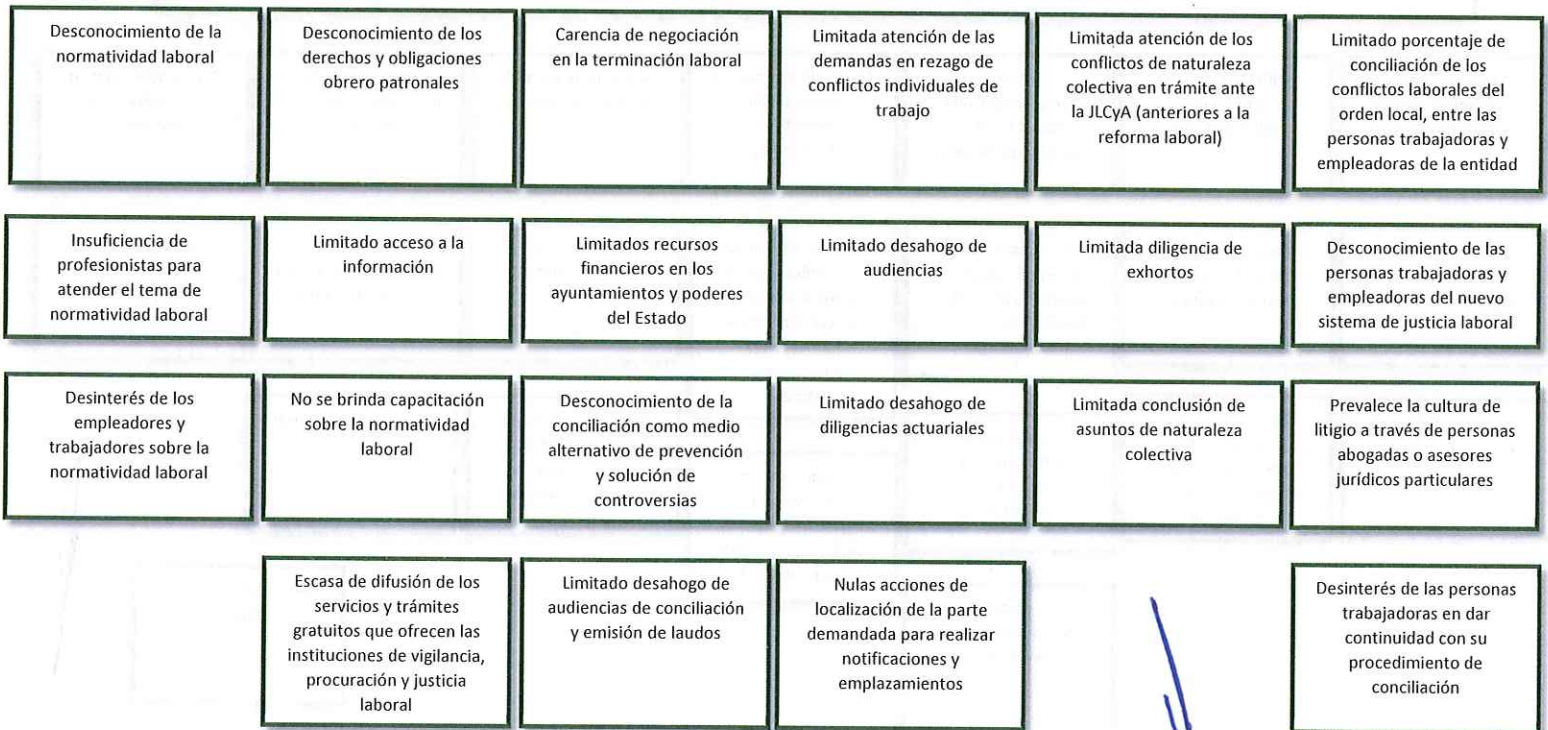 Desconocimiento de la
normatividad laboral
Desconocimiento de los
derechos y obligaciones
obrero patronales
Carencia de negociación
en la terminación laboral
Limitada atención de las
demandas en rezago de
conflictos individuales de
trabajo
Limitada atención de los
conflictos de naturaleza
colectiva en trámite ante
la JLCyA (anteriores a la
reforma laboral)
Limitado porcentaje de
conciliación de los
conflictos laborales del
orden local, entre las
personas trabajadoras y
empleadoras de la entidad
Insuficiencia de
profesionistas para
atender el tema de
normatividad laboral
Limitado acceso a la
información
Limitados recursos
financieros en los
ayuntamientos y poderes
del Estado
Limitado desahogo de
audiencias
Limitada diligencia de
exhortos
Desconocimiento de las
personas trabajadoras y
empleadoras del nuevo
sistema de justicia laboral
Desinterés de los
empleadores y
trabajadores sobre la
normatividad laboral
No se brinda capacitación
sobre la normatividad
laboral
Desconocimiento de la
conciliación como medio
alternativo de prevención
y solución de
controversias
Limitado desahogo de
diligencias actuariales
Limitada conclusión de
asuntos de naturaleza
colectiva
Prevalece la cultura de
litigio a través de personas
abogadas o asesores
jurídicos particulares
Escasa de difusión de los
servicios y trámites
gratuitos que ofrecen las
instituciones de vigilancia,
procuración y justicia
laboral
Limitado desahogo de
audiencias de conciliación
y emisión de laudos
Nulas acciones de
localización de la parte
demandada para realizar
notificaciones y
emplazamientos
Desinterés de las personas
trabajadoras en dar
continuidad con su
procedimiento de
conciliación